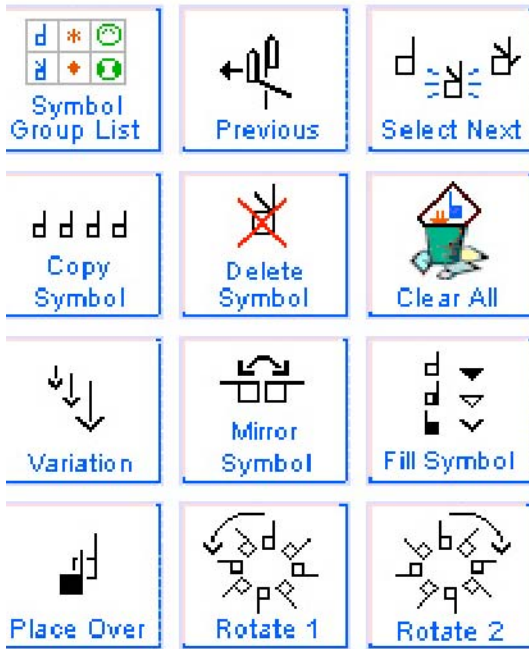 Symbol
Group List
Previous
Select Next
Copy
Symbol
Delete
Symbol
Clear All
Variation
Mirror
Symbol
Fill Symbol
Place Over
Rotate 1
Rotate 2